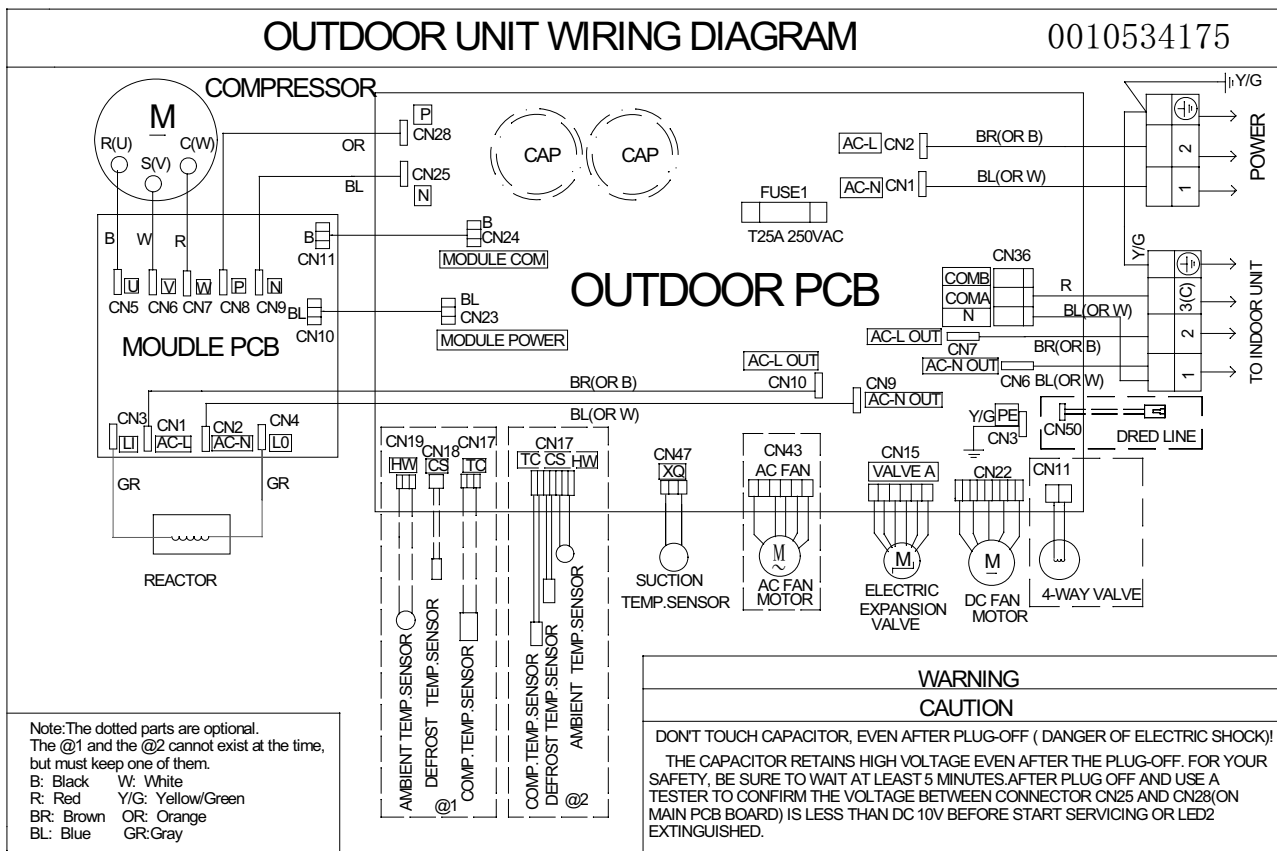 OUTDOOR UNIT WIRING DIAGRAM
0010534175
COMPRESSOR
M
R(U)
S(V)
C(W)
OR
BL
P
CN28
CN25
N
CAP
CAP
FUSE1
T25A 250VAC
AC-L CN2
BR(OR B)
AC-N CN1
BL(OR W)
Y/G
2
1
POWER
B
W
R
U
V
W
P
N
CN5
CN6
CN7
CN8
CN9
B
CN11
BL
CN10
MOUDLE PCB
B
CN24
MODULE COM
BL
CN23
MODULE POWER
OUTDOOR PCB
CN36
COMB
COMA
N
R
BL(OR W)
Y/G
3(C)
2
1
TO INDOOR UNIT
AC-L OUT
CN7
BR(OR B)
AC-N OUT
CN6
BL(OR W)
AC-L OUT
CN10
BR(OR B)
CN9
AC-N OUT
BL(OR W)
CN3
LI
CN1
AC-L
CN2
AC-N
CN4
L0
GR
GR
REACTOR
CN19
HW
CN18
CS
CN17
TC
AMBIENT TEMP.SENSOR
DEFROST TEMP.SENSOR
COMP.TEMP.SENSOR
@1
CN17
TC CS HW
COMP.TEMP.SENSOR
DEFROST TEMP.SENSOR
AMBIENT TEMP.SENSOR
@2
CN47
XQ
SUCTION
TEMP.SENSOR
CN43
AC FAN
M
~
AC FAN
MOTOR
CN15
VALVE A
M
ELECTRIC
EXPANSION
VALVE
CN22
M
DC FAN
MOTOR
Y/G PE
CN3
CN50
DRED LINE
CN11
4-WAY VALVE
Note:The dotted parts are optional.
The @1 and the @2 cannot exist at the time,
but must keep one of them.
B: Black W: White
R: Red Y/G: Yellow/Green
BR: Brown OR: Orange
BL: Blue GR:Gray
WARNING
CAUTION
DON'T TOUCH CAPACITOR, EVEN AFTER PLUG-OFF ( DANGER OF ELECTRIC SHOCK)!
THE CAPACITOR RETAINS HIGH VOLTAGE EVEN AFTER THE PLUG-OFF. FOR YOUR
SAFETY, BE SURE TO WAIT AT LEAST 5 MINUTES.AFTER PLUG OFF AND USE A
TESTER TO CONFIRM THE VOLTAGE BETWEEN CONNECTOR CN25 AND CN28(ON
MAIN PCB BOARD) IS LESS THAN DC 10V BEFORE START SERVICING OR LED2
EXTINGUISHED.